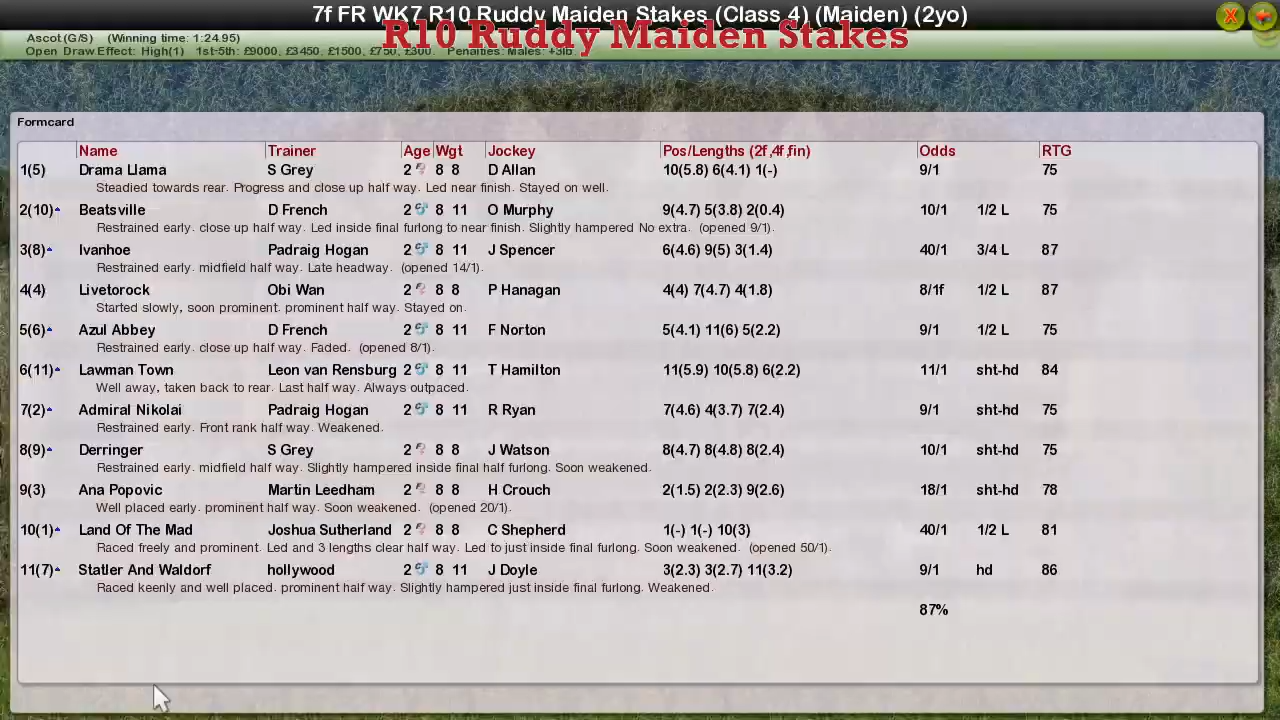 7f FR WK7 R10 Ruddy Maiden Stakes (Class 4) (Maiden) (2yo)
R10 Ruddy Maiden Stakes
Ascot(G/S) (Winning time: 1:24.95)
Open Draw Effect: High(1) 1st-5th: £9000, £3450, £1500, £750, £300. Penalties: Males: +3lb.
Formcard
Name Trainer Age Wgt Jockey Pos/Lengths (2f,4f,fin) Odds RTG
1(5) Drama Llama S Grey 2 8 8 D Allan 10(5.8) 6(4.1) 1(-) 9/1 75
Steadied towards rear. Progress and close up half way. Led near finish. Stayed on well.
2(10) Beatsville D French 2 8 11 O Murphy 9(4.7) 5(3.8) 2(0.4) 10/1 1/2 L 75
Restrained early. close up half way. Led inside final furlong to near finish. Slightly hampered No extra. (opened 9/1).
3(8) Ivanhoe Padraig Hogan 2 8 11 J Spencer 6(4.6) 9(5) 3(1.4) 40/1 3/4 L 87
Restrained early. midfield half way. Late headway. (opened 14/1).
4(4) Livetorock Obi Wan 2 8 8 P Hanagan 4(4) 7(4.7) 4(1.8) 8/1f 1/2 L 87
Started slowly, soon prominent. prominent half way. Stayed on.
5(6) Azul Abbey D French 2 8 11 F Norton 5(4.1) 11(6) 5(2.2) 9/1 1/2 L 75
Restrained early. close up half way. Faded. (opened 8/1).
6(11) Lawman Town Leon van Rensburg 2 8 11 T Hamilton 11(5.9) 10(5.8) 6(2.2) 11/1 sht-hd 84
Well away, taken back to rear. Last half way. Always outpaced.
7(2) Admiral Nikolai Padraig Hogan 2 8 11 R Ryan 7(4.6) 4(3.7) 7(2.4) 9/1 sht-hd 75
Restrained early. Front rank half way. Weakened.
8(9) Derringer S Grey 2 8 8 J Watson 8(4.7) 8(4.8) 8(2.4) 10/1 sht-hd 75
Restrained early. midfield half way. Slightly hampered inside final half furlong. Soon weakened.
9(3) Ana Popovic Martin Leedham 2 8 8 H Crouch 2(1.5) 2(2.3) 9(2.6) 18/1 sht-hd 78
Well placed early. prominent half way. Soon weakened. (opened 20/1).
10(1) Land Of The Mad Joshua Sutherland 2 8 8 C Shepherd 1(-) 1(-) 10(3) 40/1 1/2 L 81
Raced freely and prominent. Led and 3 lengths clear half way. Led to just inside final furlong. Soon weakened. (opened 50/1).
11(7) Statler And Waldorf hollywood 2 8 11 J Doyle 3(2.3) 3(2.7) 11(3.2) 9/1 hd 86
Raced keenly and well placed. prominent half way. Slightly hampered just inside final furlong. Weakened.
87%